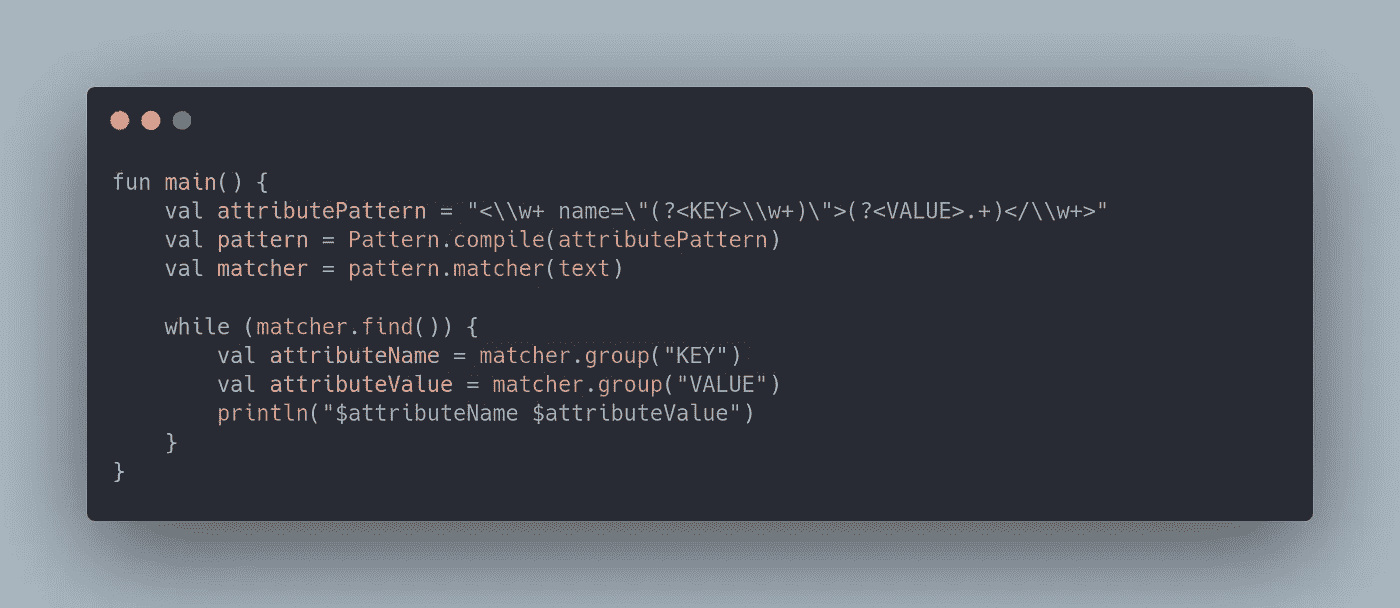 fun main() {
    val attributePattern = "<\\w+ name=\"(?<KEY>\\w+)\">(?<VALUE>.+)</\\w+>"
    val pattern = Pattern.compile(attributePattern)
    val matcher = pattern.matcher(text)

    while (matcher.find()) {
        val attributeName = matcher.group("KEY")
        val attributeValue = matcher.group("VALUE")
        println("$attributeName $attributeValue")
    }
}